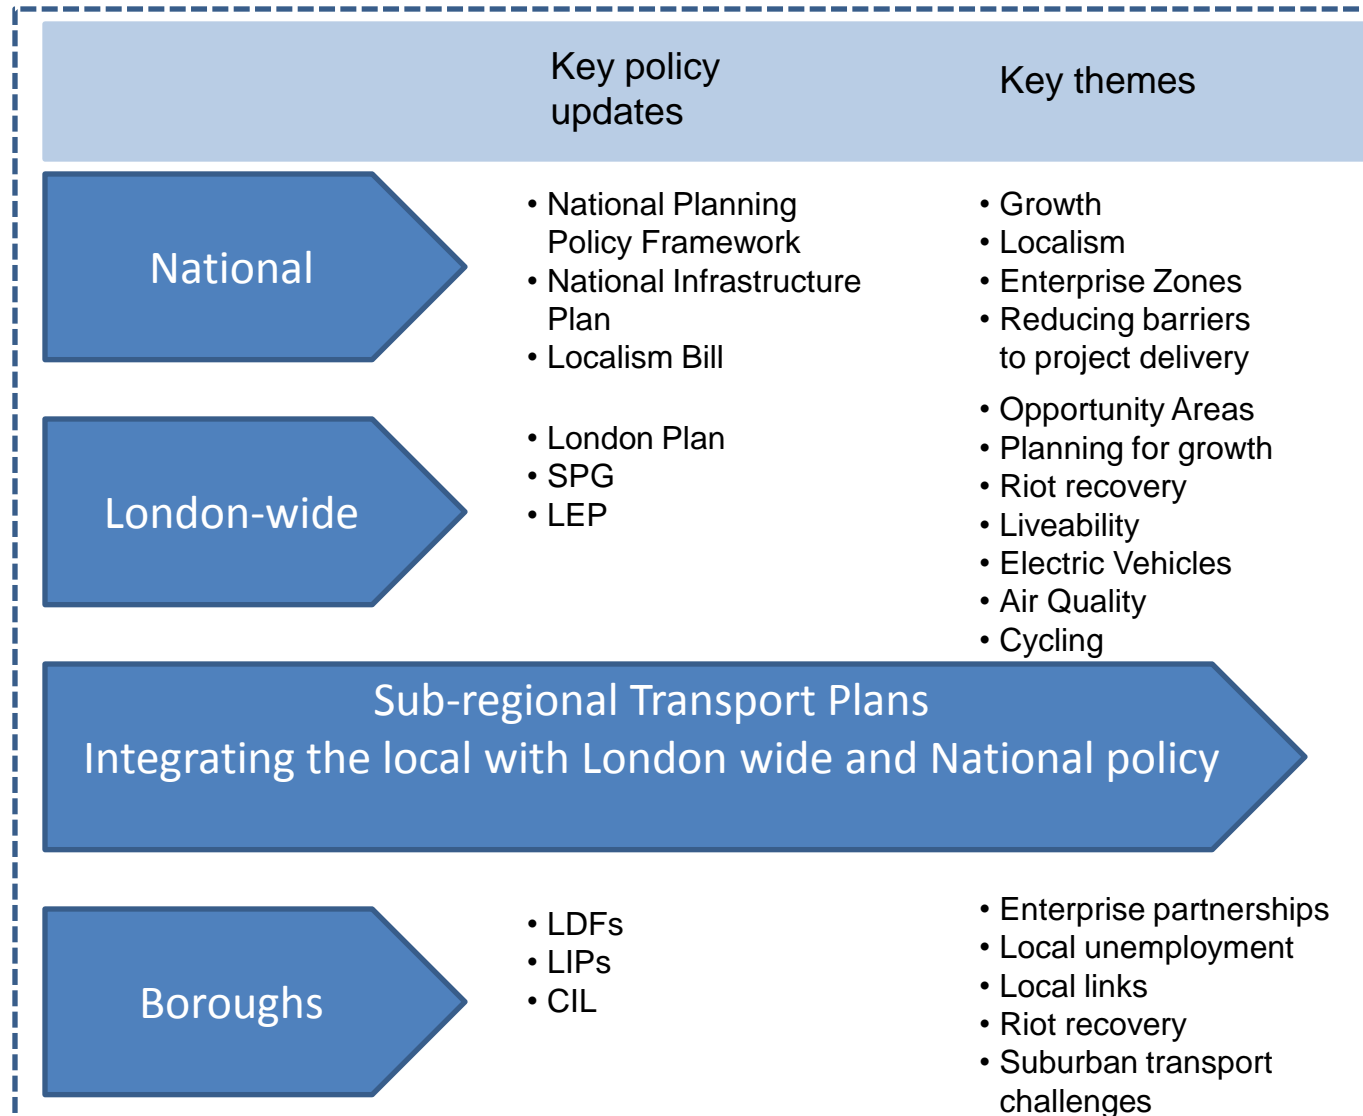 Key policy
updates
Key themes
National
• National Planning
Policy Framework
• National Infrastructure
Plan
• Localism Bill
• Growth
• Localism
• Enterprise Zones
• Reducing barriers
to project delivery
London-wide
• London Plan
• SPG
• LEP
• Opportunity Areas
• Planning for growth
• Riot recovery
• Liveability
• Electric Vehicles
• Air Quality
• Cycling
Sub-regional Transport Plans
Integrating the local with London wide and National policy
Boroughs
• LDFs
• LIPs
• CIL
• Enterprise partnerships
• Local unemployment
• Local links
• Riot recovery
• Suburban transport
challenges